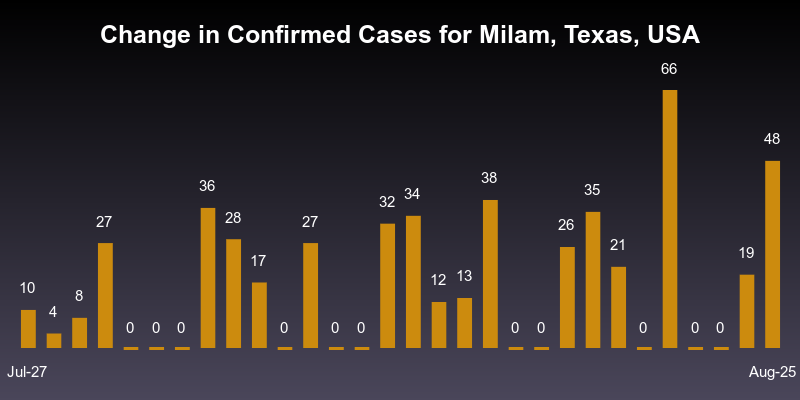 Change in Confirmed Cases for Milam, Texas, USA
10 4 8 27 0 0 0 36 28 17 0 27 0 0 32 34 12 13 38 0 0 26 35 21 0 66 0 0 19 48
Jul-27 Aug-25